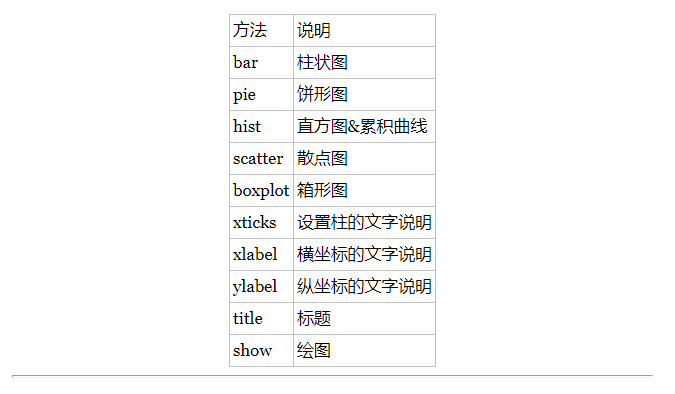 方法 说明
bar 柱状图
pie 饼形图
hist 直方图&累积曲线
scatter 散点图
boxplot 箱形图
xticks 设置柱的文字说明
xlabel 横坐标的文字说明
ylabel 纵坐标的文字说明
title 标题
show 绘图